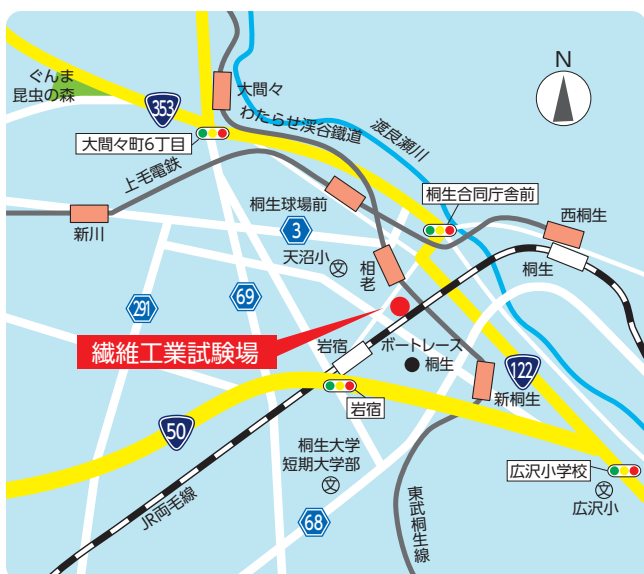 N
ぐんま
昆虫の森
353
大間々
わたらせ渓谷鐵道
渡良瀬川
大間々町6丁目
上毛電鉄
桐生合同庁舎前
桐生球場前
西桐生
新川
3
桐生
天沼小
文
相老
291
69
繊維工業試験場
岩宿
ボートレース
桐生
122
新桐生
岩宿
50
桐生大学
短期大学部
文
広沢小学校
文
広沢小
JR両毛線
68
東武桐生線